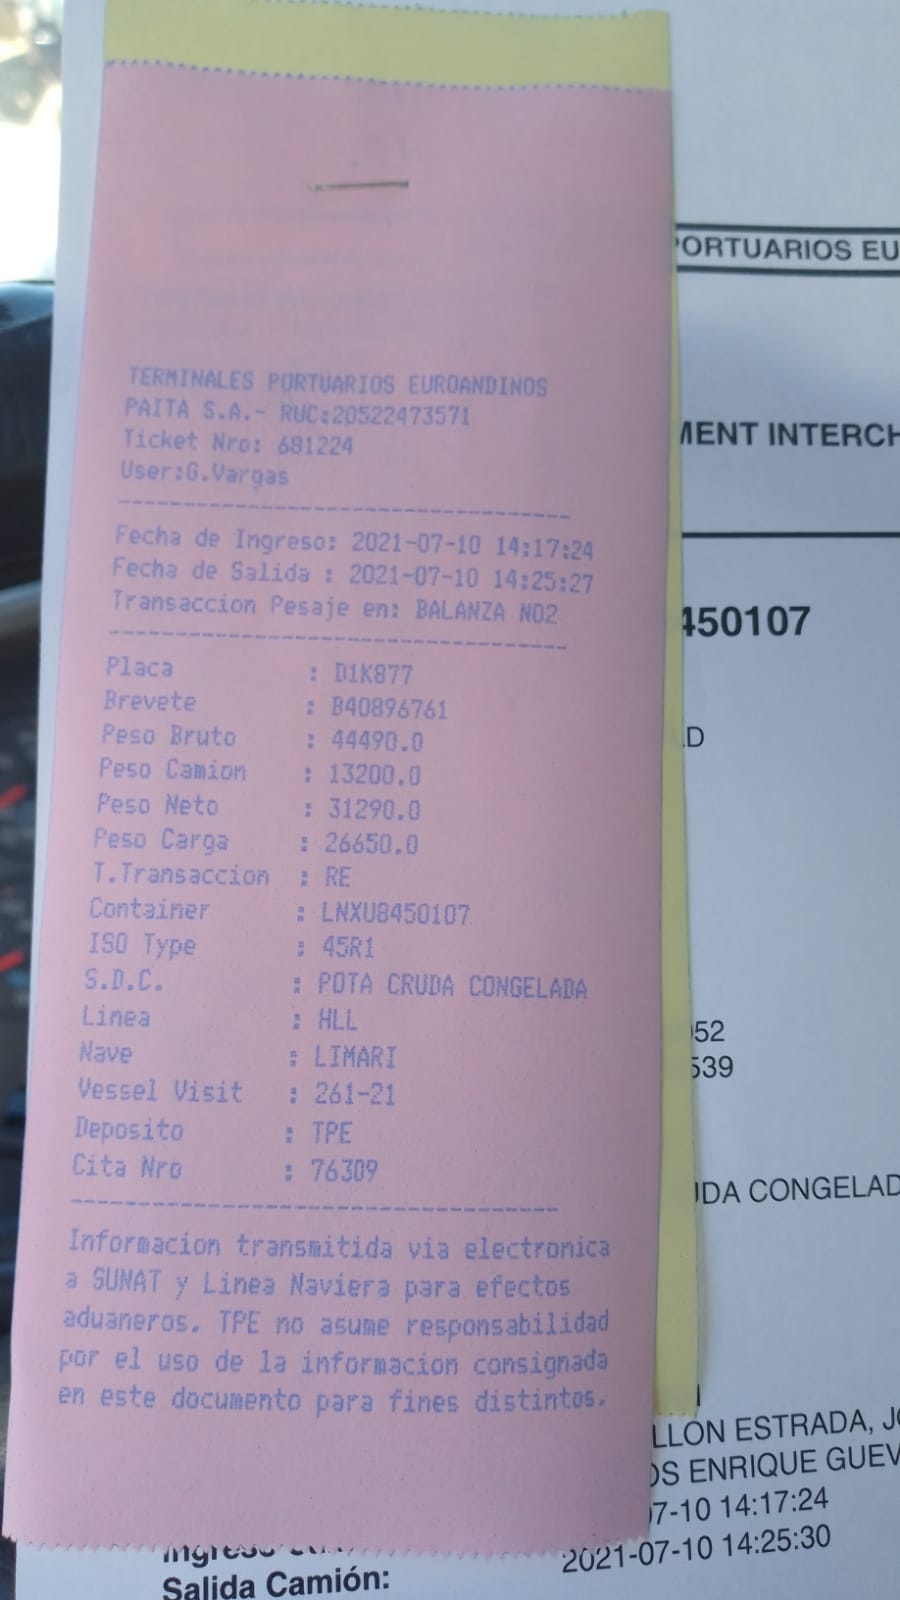 TERMINALES PORTUARIOS EUROANDINOS
PAITA S.A.- RUC:20522473571
Ticket Nro: 681224
User:G.Vargas
--------------------------------
Fecha de Ingreso: 2021-07-10 14:17:24
Fecha de Salida : 2021-07-10 14:25:27
Transaccion Pesaje en: BALANZA NO2
--------------------------------
Placa : D1K877
Brevete : B40896761
Peso Bruto : 44490.0
Peso Camion : 13200.0
Peso Neto : 31290.0
Peso Carga : 26650.0
T.Transaccion : RE
Container : LNXU8450107
ISO Type : 45R1
S.D.C. : POTA CRUDA CONGELADA
Linea : HLL
Nave : LIMARI
Vessel Visit : 261-21
Deposito : TPE
Cita Nro : 76309
--------------------------------
Informacion transmitida via electronica
a SUNAT y Linea Naviera para efectos
aduaneros. TPE no asume responsabilidad
por el uso de la informacion consignada
en este documento para fines distintos.
PORTUARIOS EU
MENT INTERCH
450107
LD
052
539
UDA CONGELAD
LLON ESTRADA, JO
OS ENRIQUE GUEV
07-10 14:17:24
2021-07-10 14:25:30
Salida Camión: